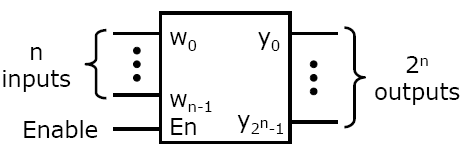 n
inputs
w₀
wₙ₋₁
En
Enable
y₀
y₂ⁿ₋₁
2ⁿ
outputs